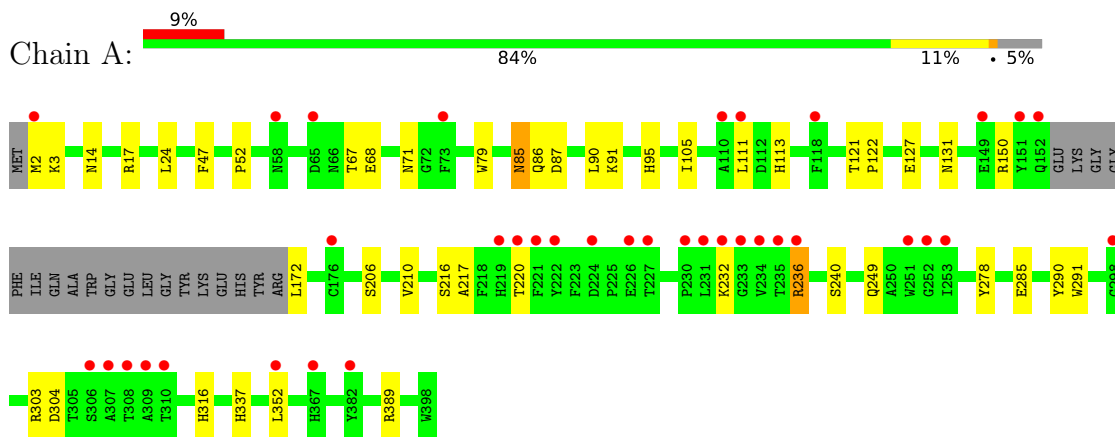 9%
Chain A:
84% 11% • 5%
MET M2 K3 N14 R17 L24 F47 P52 N58 D65 N66 T67 E68 N71 G72 F73 W79 N85 Q86 D87 L90 K91 H95 I105 A110 L111 D112 H113 F118 T121 P122 E127 N131 E149 R150 Y151 Q152 GLU LYS GLY GLY
PHE ILE GLN ALA TRP GLY GLU LEU GLY TYR LYS GLU HIS TYR ARG L172 C176 S206 V210 S216 A217 F218 H219 T220 F221 Y222 F223 D224 P225 E226 T227 P230 L231 K232 G233 V234 T235 R236 S240 Q249 A250 W251 G252 I253 Y278 E285 Y290 W291 G298
R303 D304 T305 S306 A307 T308 A309 T310 H316 H337 L352 H367 Y382 R389 W398